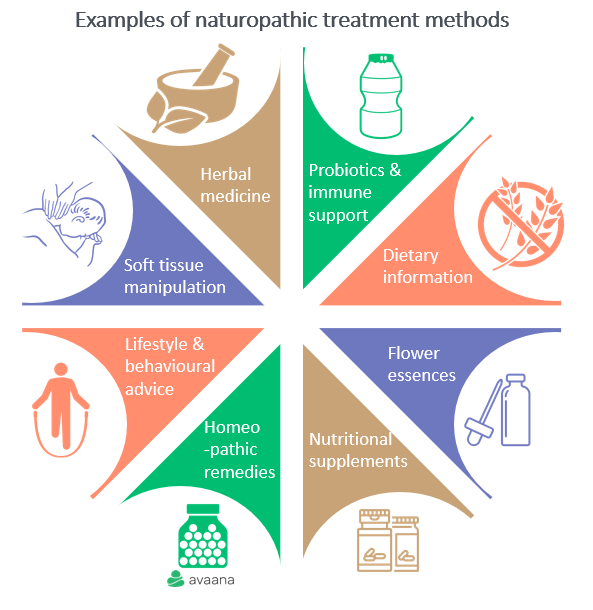 Examples of naturopathic treatment methods
Herbal
medicine
Probiotics &
immune
support
Dietary
information
Soft tissue
manipulation
Lifestyle &
behavioural
advice
Flower
essences
Homeo
-pathic
remedies
Nutritional
supplements
avaana